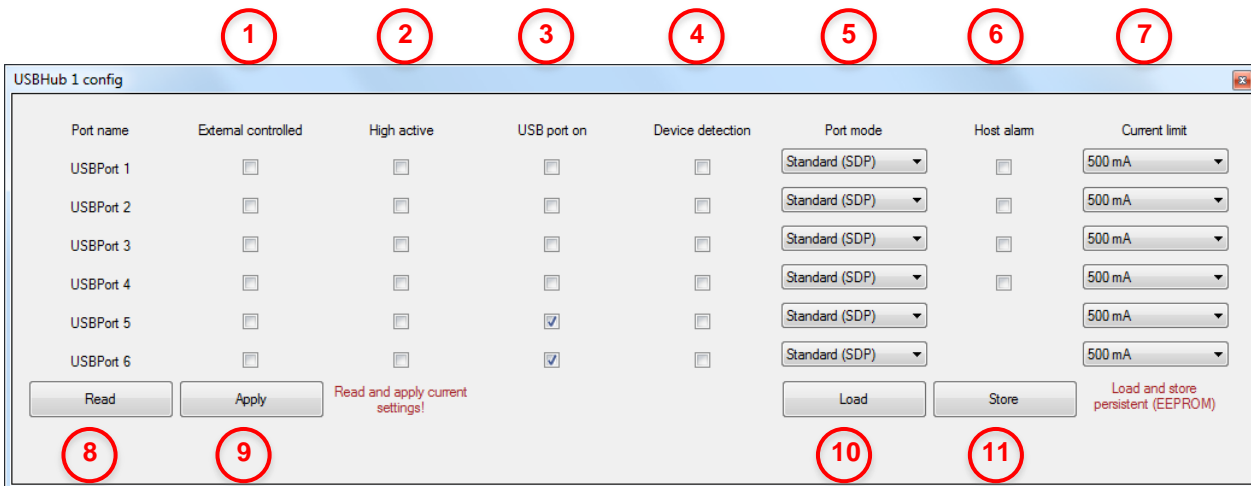 1 2 3 4 5 6 7
USBHub 1 config
Port name External controlled High active USB port on Device detection Port mode Host alarm Current limit
USBPort 1 Standard (SDP) 500 mA
USBPort 2 Standard (SDP) 500 mA
USBPort 3 Standard (SDP) 500 mA
USBPort 4 Standard (SDP) 500 mA
USBPort 5 Standard (SDP) 500 mA
USBPort 6 Standard (SDP) 500 mA
Read Apply Read and apply current
settings! Load Store Load and store
persistent (EEPROM)
8 9 10 11